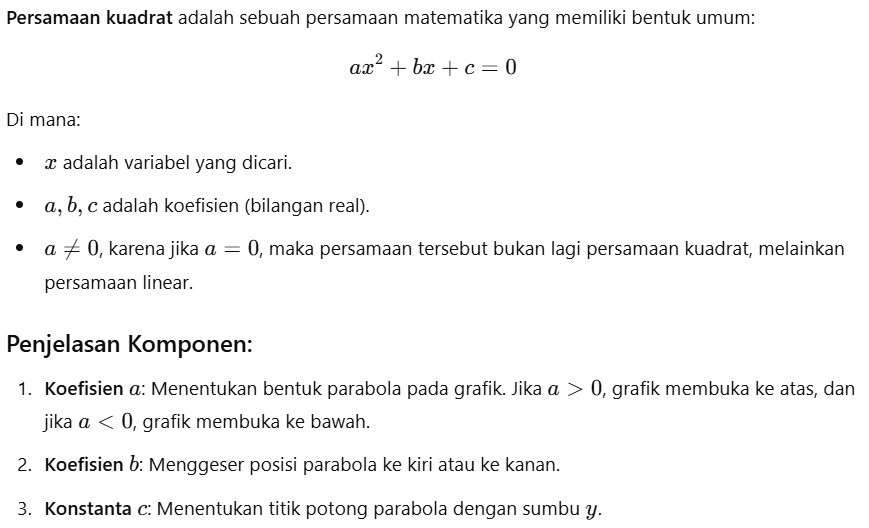 Persamaan kuadrat adalah sebuah persamaan matematika yang memiliki bentuk umum:
ax² + bx + c = 0
Di mana:
• x adalah variabel yang dicari.
• a, b, c adalah koefisien (bilangan real).
• a ≠ 0, karena jika a = 0, maka persamaan tersebut bukan lagi persamaan kuadrat, melainkan
persamaan linear.
Penjelasan Komponen:
1. Koefisien a: Menentukan bentuk parabola pada grafik. Jika a > 0, grafik membuka ke atas, dan
jika a < 0, grafik membuka ke bawah.
2. Koefisien b: Menggeser posisi parabola ke kiri atau ke kanan.
3. Konstanta c: Menentukan titik potong parabola dengan sumbu y.